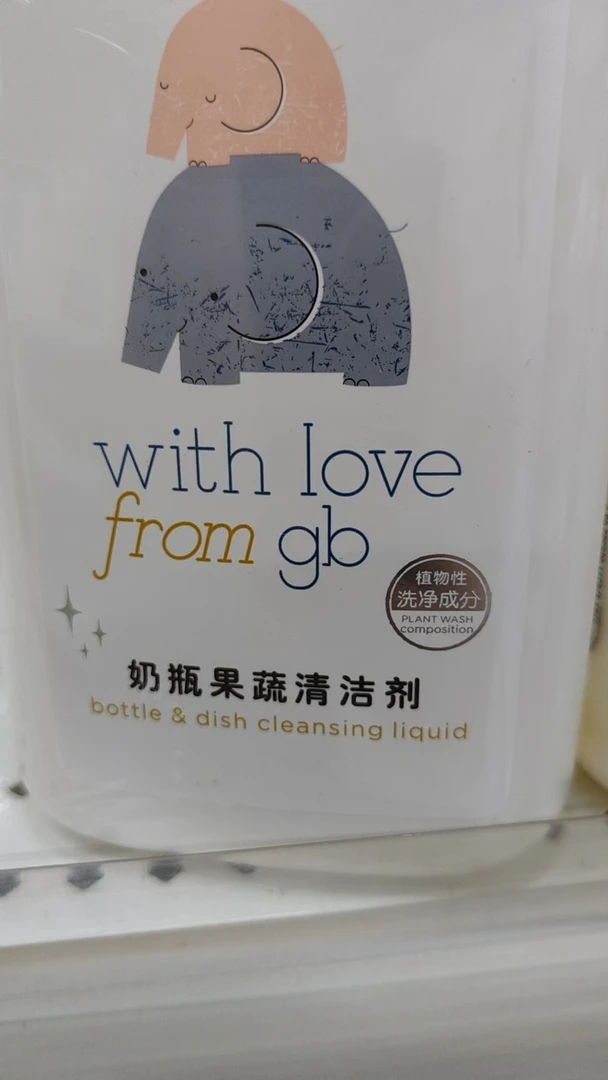 with love
from gb
植物性
洗净成分
PLANT WASH
composition
奶瓶果蔬清洁剂
bottle & dish cleansing liquid